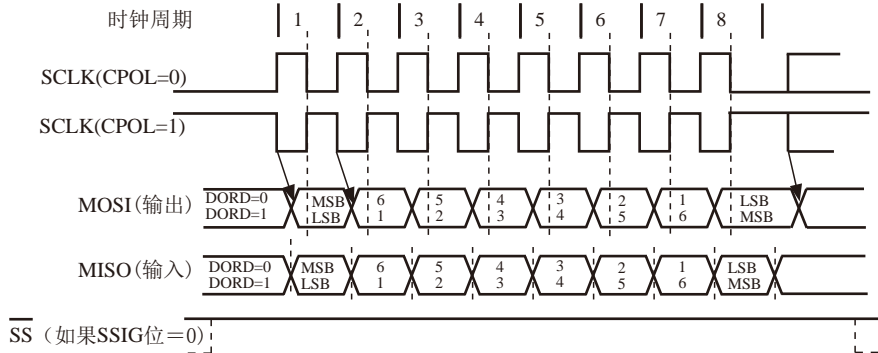 时钟周期 1 2 3 4 5 6 7 8
SCLK(CPOL=0)
SCLK(CPOL=1)
MOSI(输出) DORD=0 MSB 6 5 4 3 2 1 LSB
DORD=1 LSB 1 2 3 4 5 6 MSB
MISO(输入) DORD=0 MSB 6 5 4 3 2 1 LSB
DORD=1 LSB 1 2 3 4 5 6 MSB
SS（如果SSIG位＝0)